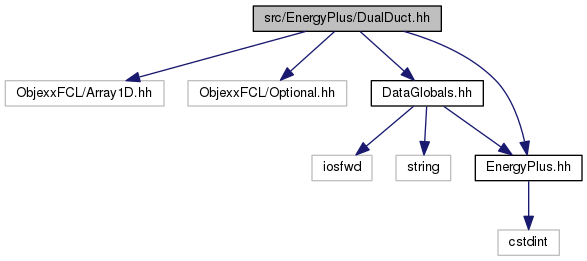 src/EnergyPlus/DualDuct.hh
ObjexxFCL/Array1D.hh
ObjexxFCL/Optional.hh
DataGlobals.hh
iosfwd
string
EnergyPlus.hh
cstdint